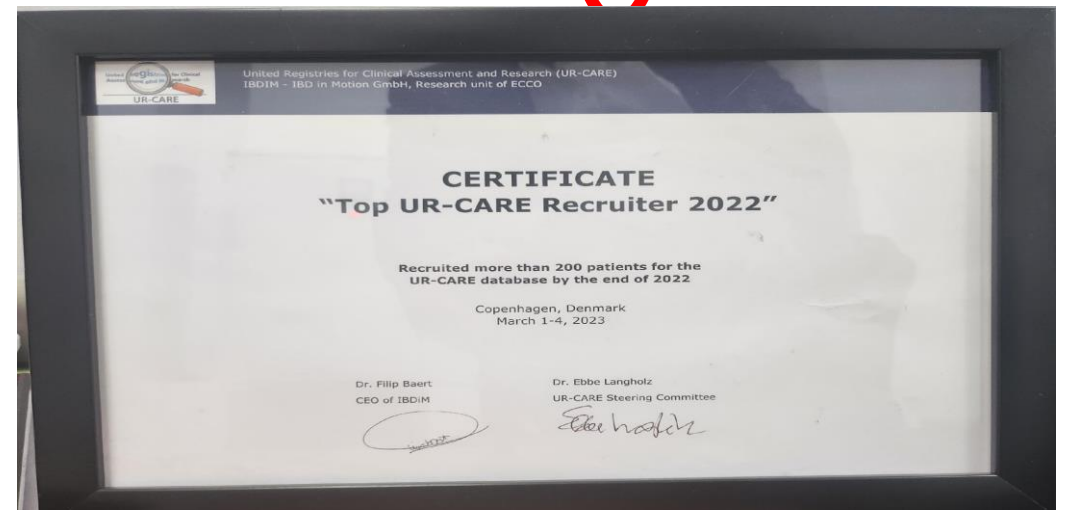 UR-CARE
United Registries for Clinical Assessment and Research (UR-CARE)
IBDIM - IBD in Motion GmbH, Research unit of ECCO
CERTIFICATE
“Top UR-CARE Recruiter 2022”
Recruited more than 200 patients for the
UR-CARE database by the end of 2022
Copenhagen, Denmark
March 1-4, 2023
Dr. Filip Baert
CEO of IBDiM
Dr. Ebbe Langholz
UR-CARE Steering Committee